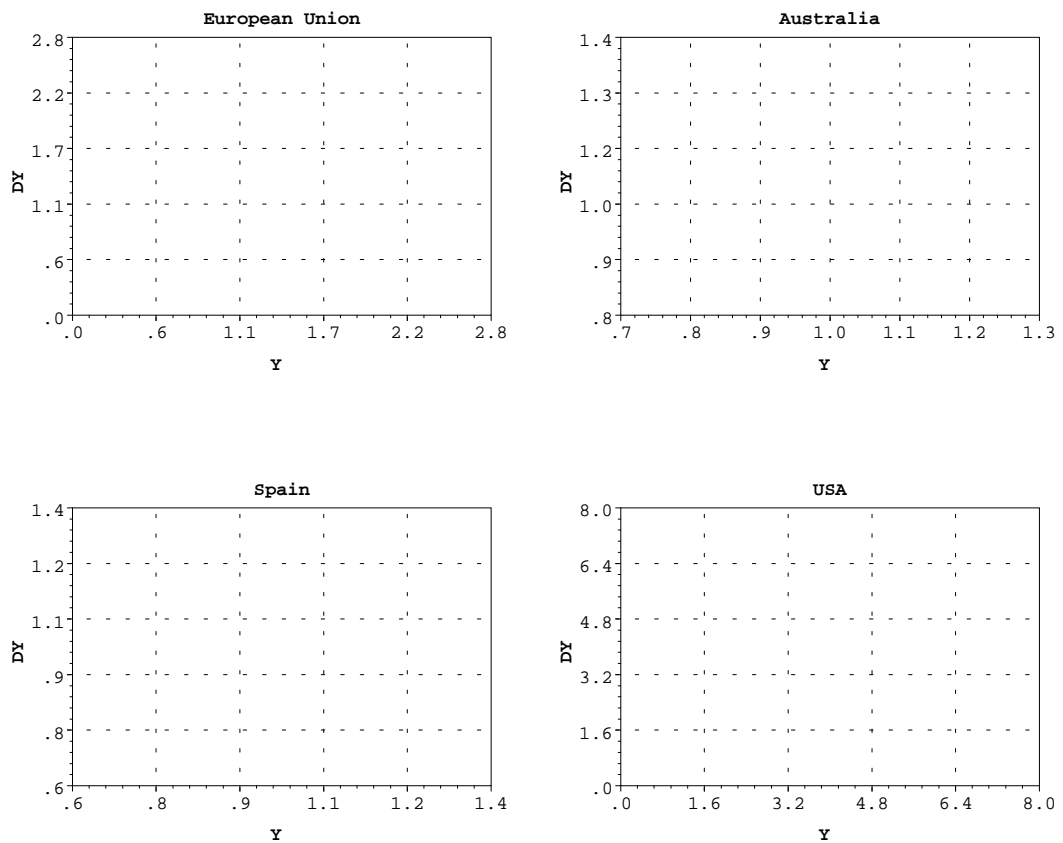 European Union
2.8
2.2
1.7
1.1
.6
.0
DY
.0 .6 1.1 1.7 2.2 2.8
Y
Australia
1.4
1.3
1.2
1.0
.9
.8
DY
.7 .8 .9 1.0 1.1 1.2 1.3
Y
Spain
1.4
1.2
1.1
.9
.8
.6
DY
.6 .8 .9 1.1 1.2 1.4
Y
USA
8.0
6.4
4.8
3.2
1.6
.0
DY
.0 1.6 3.2 4.8 6.4 8.0
Y